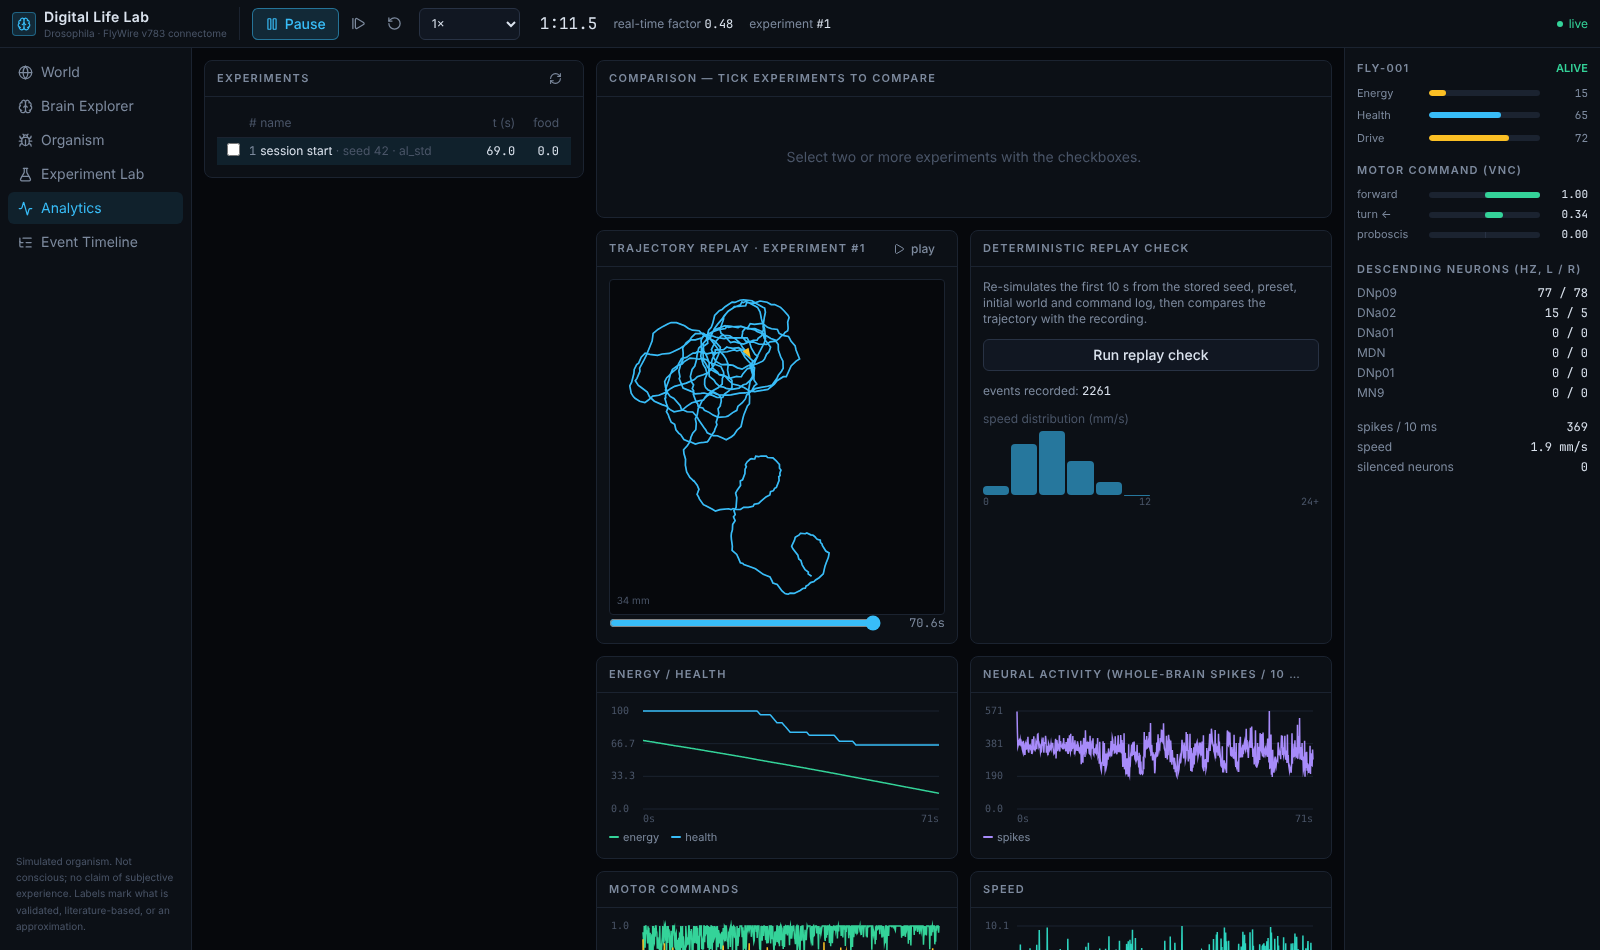 Digital Life Lab
Drosophila · FlyWire v783 connectome
Pause
1×
1:11.5
real-time factor 0.48
experiment #1
live
World
Brain Explorer
Organism
Experiment Lab
Analytics
Event Timeline
Simulated organism. Not
conscious; no claim of subjective
experience. Labels mark what is
validated, literature-based, or an
approximation.
EXPERIMENTS
# name t (s) food
1 session start · seed 42 · al_std 69.0 0.0
COMPARISON — TICK EXPERIMENTS TO COMPARE
Select two or more experiments with the checkboxes.
TRAJECTORY REPLAY · EXPERIMENT #1
play
34 mm
70.6s
DETERMINISTIC REPLAY CHECK
Re-simulates the first 10 s from the stored seed, preset,
initial world and command log, then compares the
trajectory with the recording.
Run replay check
events recorded: 2261
speed distribution (mm/s)
0 12 24+
ENERGY / HEALTH
100
66.7
33.3
0.0
0s 71s
energy health
NEURAL ACTIVITY (WHOLE-BRAIN SPIKES / 10 ...
571
381
190
0.0
0s 71s
spikes
MOTOR COMMANDS
1.0
SPEED
10.1
FLY-001 ALIVE
Energy 15
Health 65
Drive 72
MOTOR COMMAND (VNC)
forward 1.00
turn ← 0.34
proboscis 0.00
DESCENDING NEURONS (HZ, L / R)
DNp09 77 / 78
DNa02 15 / 5
DNa01 0 / 0
MDN 0 / 0
DNp01 0 / 0
MN9 0 / 0
spikes / 10 ms 369
speed 1.9 mm/s
silenced neurons 0